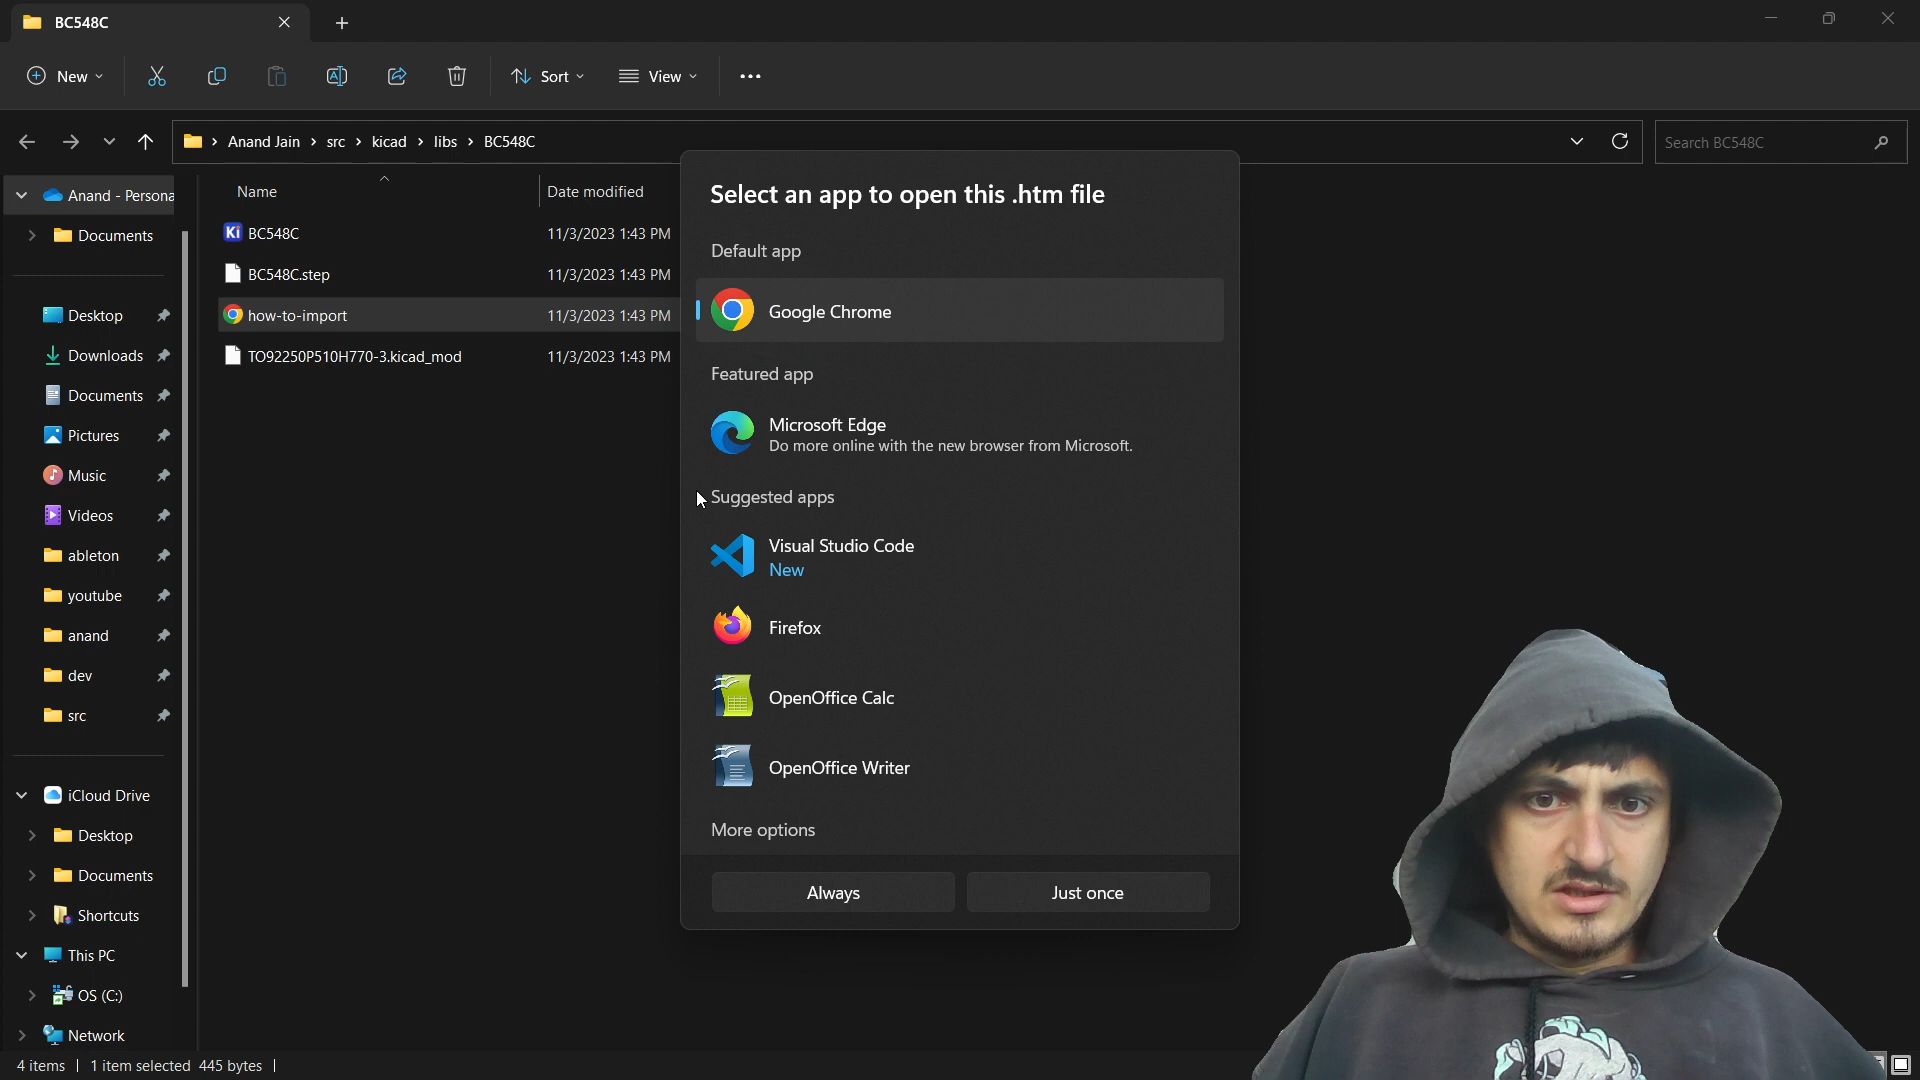 BC548C
New
Sort
View
Anand Jain
src
kicad
libs
BC548C
Search BC548C
Anand - Persona
Documents
Desktop
Downloads
Documents
Pictures
Music
Videos
ableton
youtube
anand
dev
src
iCloud Drive
Desktop
Documents
Shortcuts
This PC
OS (C:)
Network
Name
Date modified
Ki BC548C
11/3/2023 1:43 PM
BC548C.step
11/3/2023 1:43 PM
how-to-import
11/3/2023 1:43 PM
TO92250P510H770-3.kicad_mod
11/3/2023 1:43 PM
Select an app to open this .htm file
Default app
Google Chrome
Featured app
Microsoft Edge
Do more online with the new browser from Microsoft.
Suggested apps
Visual Studio Code
New
Firefox
OpenOffice Calc
OpenOffice Writer
More options
Always
Just once
4 items
1 item selected 445 bytes